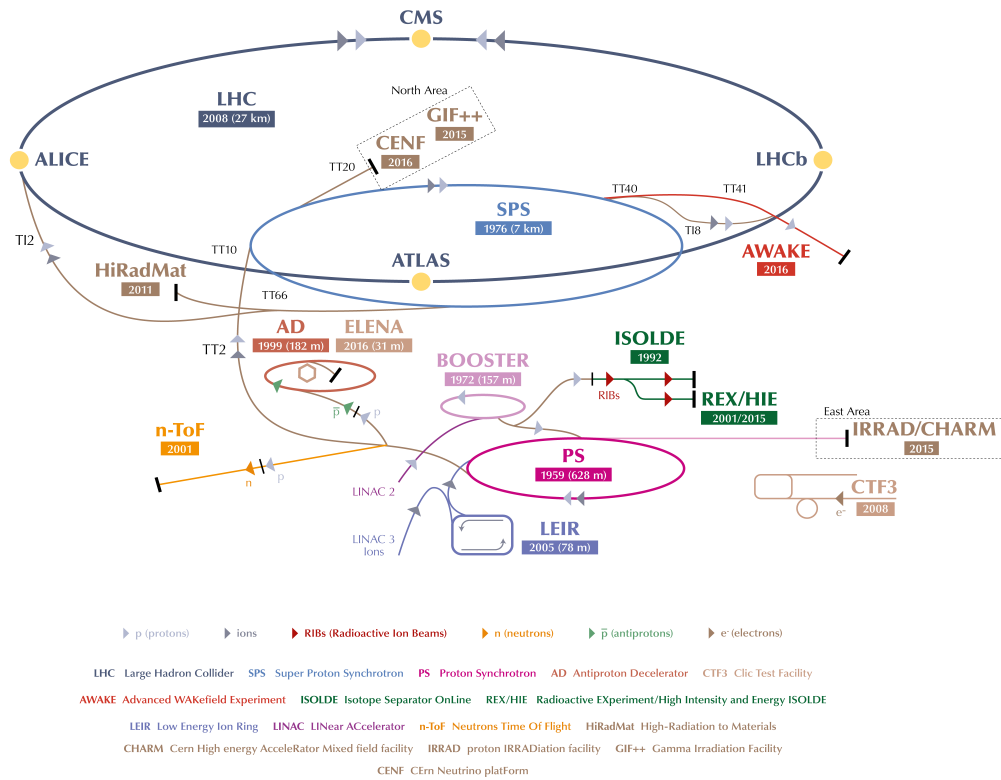 CMS
LHC
2008 (27 km)
North Area
GIF++
2015
CENF
2016
TT20
ALICE
LHCb
TT40
TT41
SPS
1976 (7 km)
TI8
TI2
TT10
ATLAS
AWAKE
2016
HiRadMat
2011
TT66
AD
1999 (182 m)
ELENA
2016 (31 m)
TT2
ISOLDE
1992
BOOSTER
1972 (157 m)
RIBs
REX/HIE
2001/2015
p̅
p
East Area
IRRAD/CHARM
2015
n-ToF
2001
n
p
PS
1959 (628 m)
LINAC 2
CTF3
2008
e-
LINAC 3
Ions
LEIR
2005 (78 m)
p (protons) ions RIBs (Radioactive Ion Beams) n (neutrons) p̅ (antiprotons) e- (electrons)
LHC Large Hadron Collider SPS Super Proton Synchrotron PS Proton Synchrotron AD Antiproton Decelerator CTF3 Clic Test Facility
AWAKE Advanced WAKefield Experiment ISOLDE Isotope Separator OnLine REX/HIE Radioactive EXperiment/High Intensity and Energy ISOLDE
LEIR Low Energy Ion Ring LINAC LINear ACcelerator n-ToF Neutrons Time Of Flight HiRadMat High-Radiation to Materials
CHARM Cern High energy AcceleRator Mixed field facility IRRAD proton IRRADiation facility GIF++ Gamma Irradiation Facility
CENF CErn Neutrino platForm